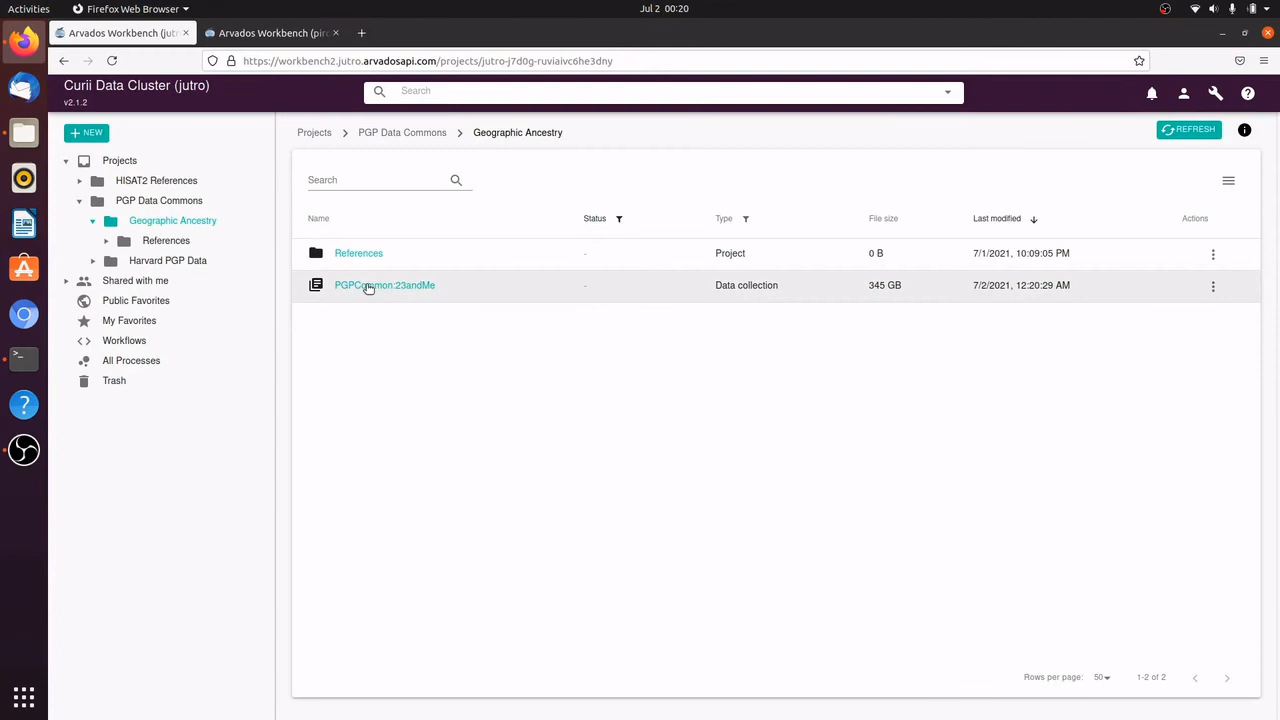 Activities
Firefox Web Browser
Jul 2 00:20
Arvados Workbench (jutr
Arvados Workbench (pirc
https://workbench2.jutro.arvadosapi.com/projects/jutro-j7d0g-ruviaivc6he3dny
Curii Data Cluster (jutro)
v2.1.2
Search
+ NEW
Projects
HISAT2 References
PGP Data Commons
Geographic Ancestry
References
Harvard PGP Data
Shared with me
Public Favorites
My Favorites
Workflows
All Processes
Trash
Projects > PGP Data Commons > Geographic Ancestry
REFRESH
Search
Name Status Type File size Last modified Actions
References - Project 0 B 7/1/2021, 10:09:05 PM
PGPCommon:23andMe - Data collection 345 GB 7/2/2021, 12:20:29 AM
Rows per page: 50 1-2 of 2